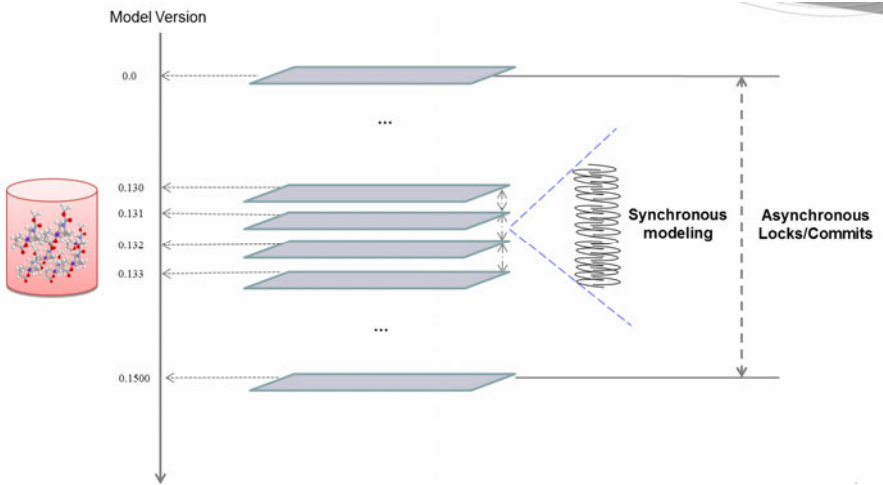 Model Version
0.0
...
0.130
0.131
0.132
0.133
Synchronous
modeling
Asynchronous
Locks/Commits
...
0.1500